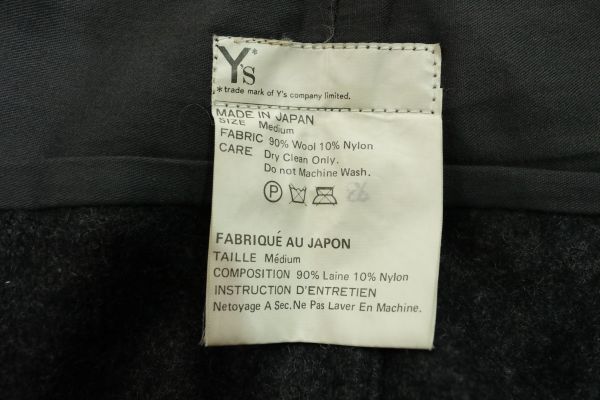 Y's*
*trade mark of Y's company limited.
MADE IN JAPAN
SIZE Medium
FABRIC 90% Wool 10% Nylon
CARE Dry Clean Only.
Do not Machine Wash.
P
FABRIQUÉ AU JAPON
TAILLE Médium
COMPOSITION 90% Laine 10% Nylon
INSTRUCTION D'ENTRETIEN
Netoyage A Sec. Ne Pas Laver En Machine.